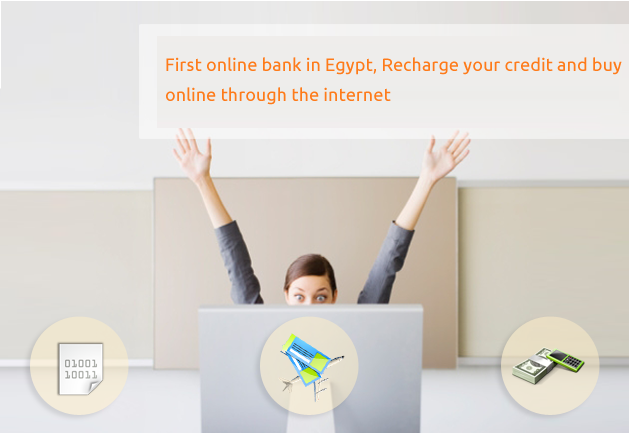 First online bank in Egypt, Recharge your credit and buy
online through the internet
01001
10011